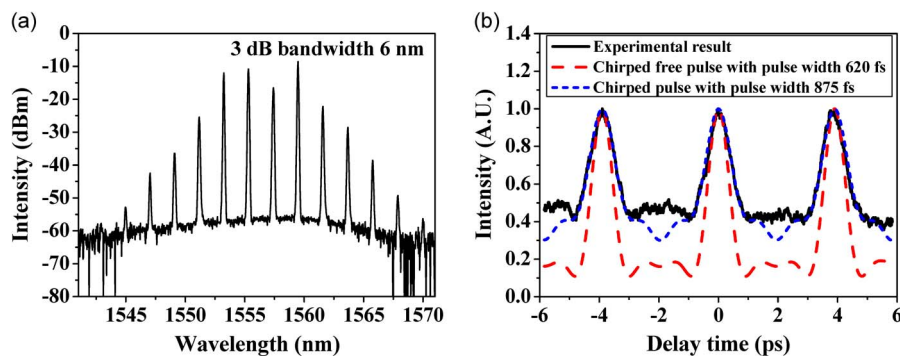 (a)
0
-10
-20
-30
-40
-50
-60
-70
-80
Intensity (dBm)
3 dB bandwidth 6 nm
1545 1550 1555 1560 1565 1570
Wavelength (nm)
(b)
1.4
1.2
1.0
0.8
0.6
0.4
0.2
0.0
Intensity (A.U.)
Experimental result
Chirped free pulse with pulse width 620 fs
Chirped pulse with pulse width 875 fs
-6 -4 -2 0 2 4 6
Delay time (ps)